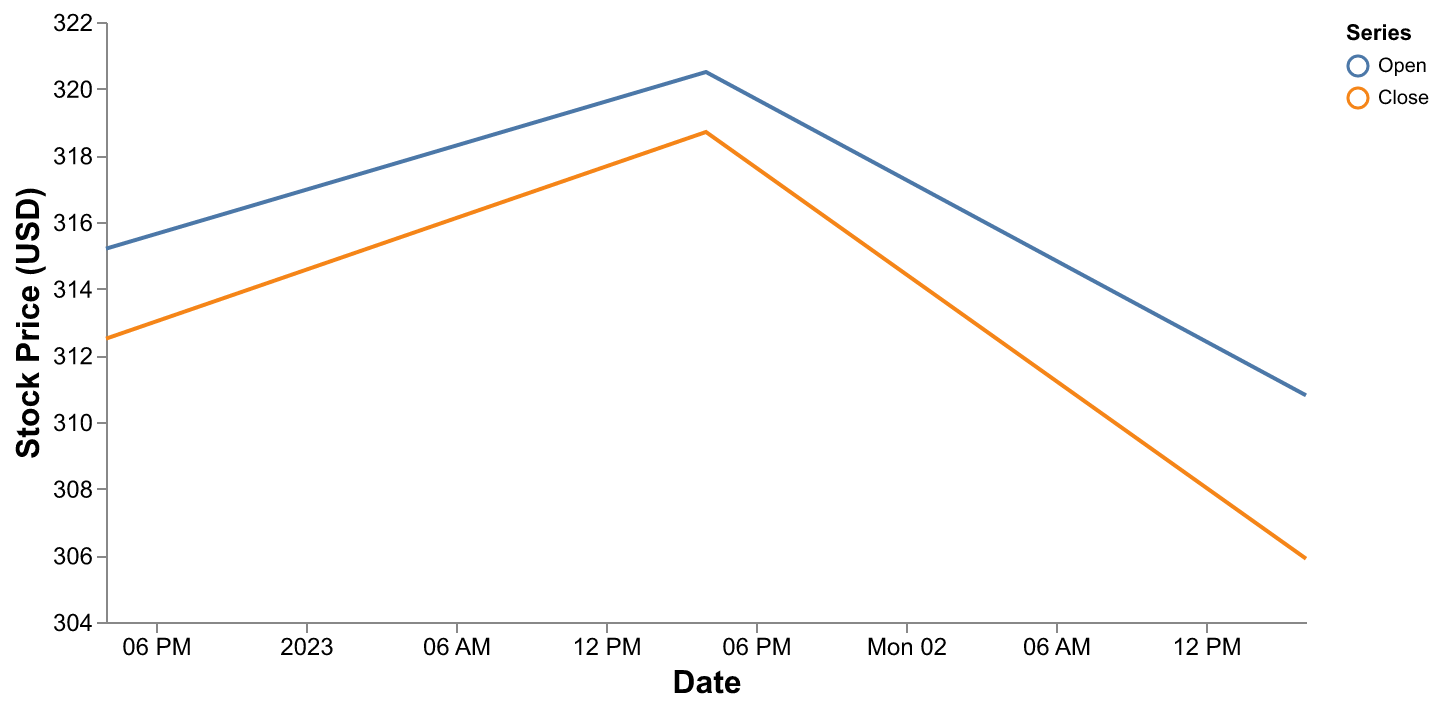 322
320
318
316
314
312
310
308
306
304
Stock Price (USD)
06 PM
2023
06 AM
12 PM
06 PM
Mon 02
06 AM
12 PM
Date
Series
Open
Close